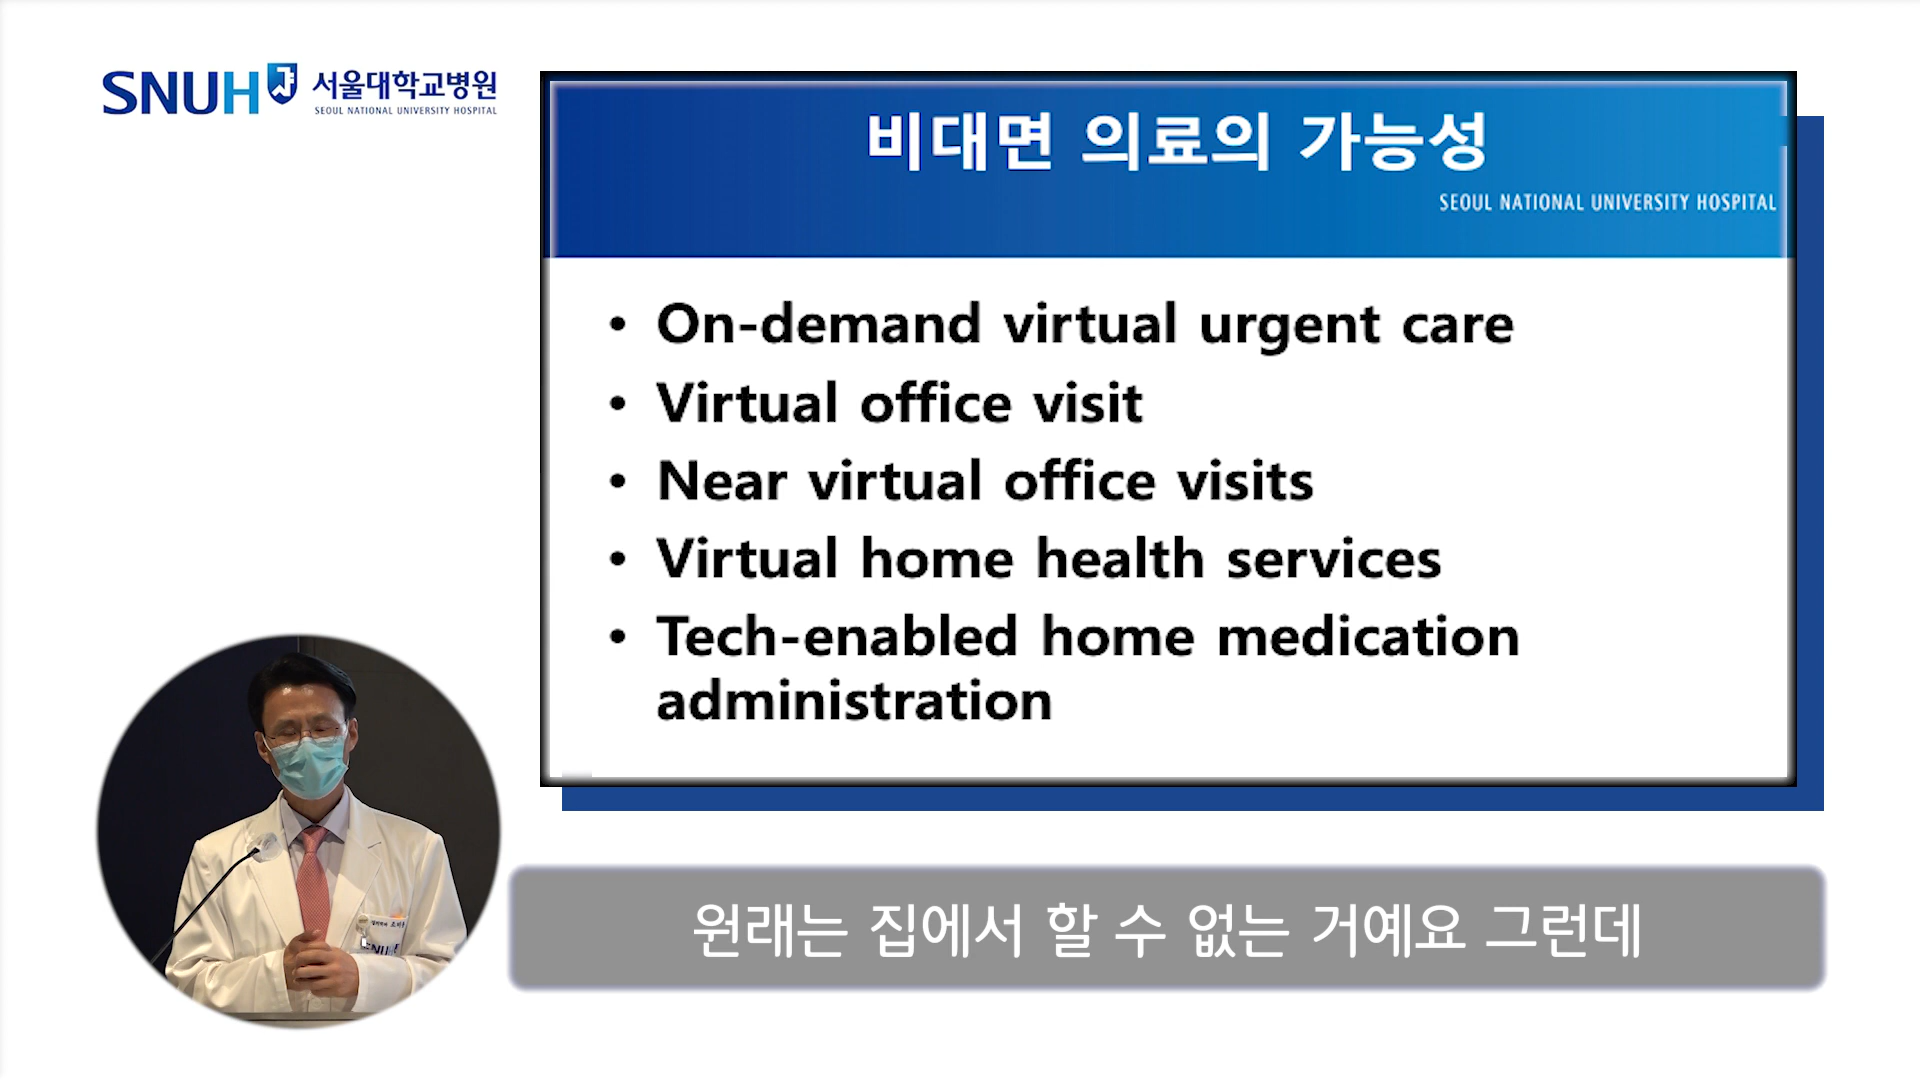 SNUH 서울대학교병원
SEOUL NATIONAL UNIVERSITY HOSPITAL
비대면 의료의 가능성
SEOUL NATIONAL UNIVERSITY HOSPITAL
• On-demand virtual urgent care
• Virtual office visit
• Near virtual office visits
• Virtual home health services
• Tech-enabled home medication
administration
원래는 집에서 할 수 없는 거예요 그런데